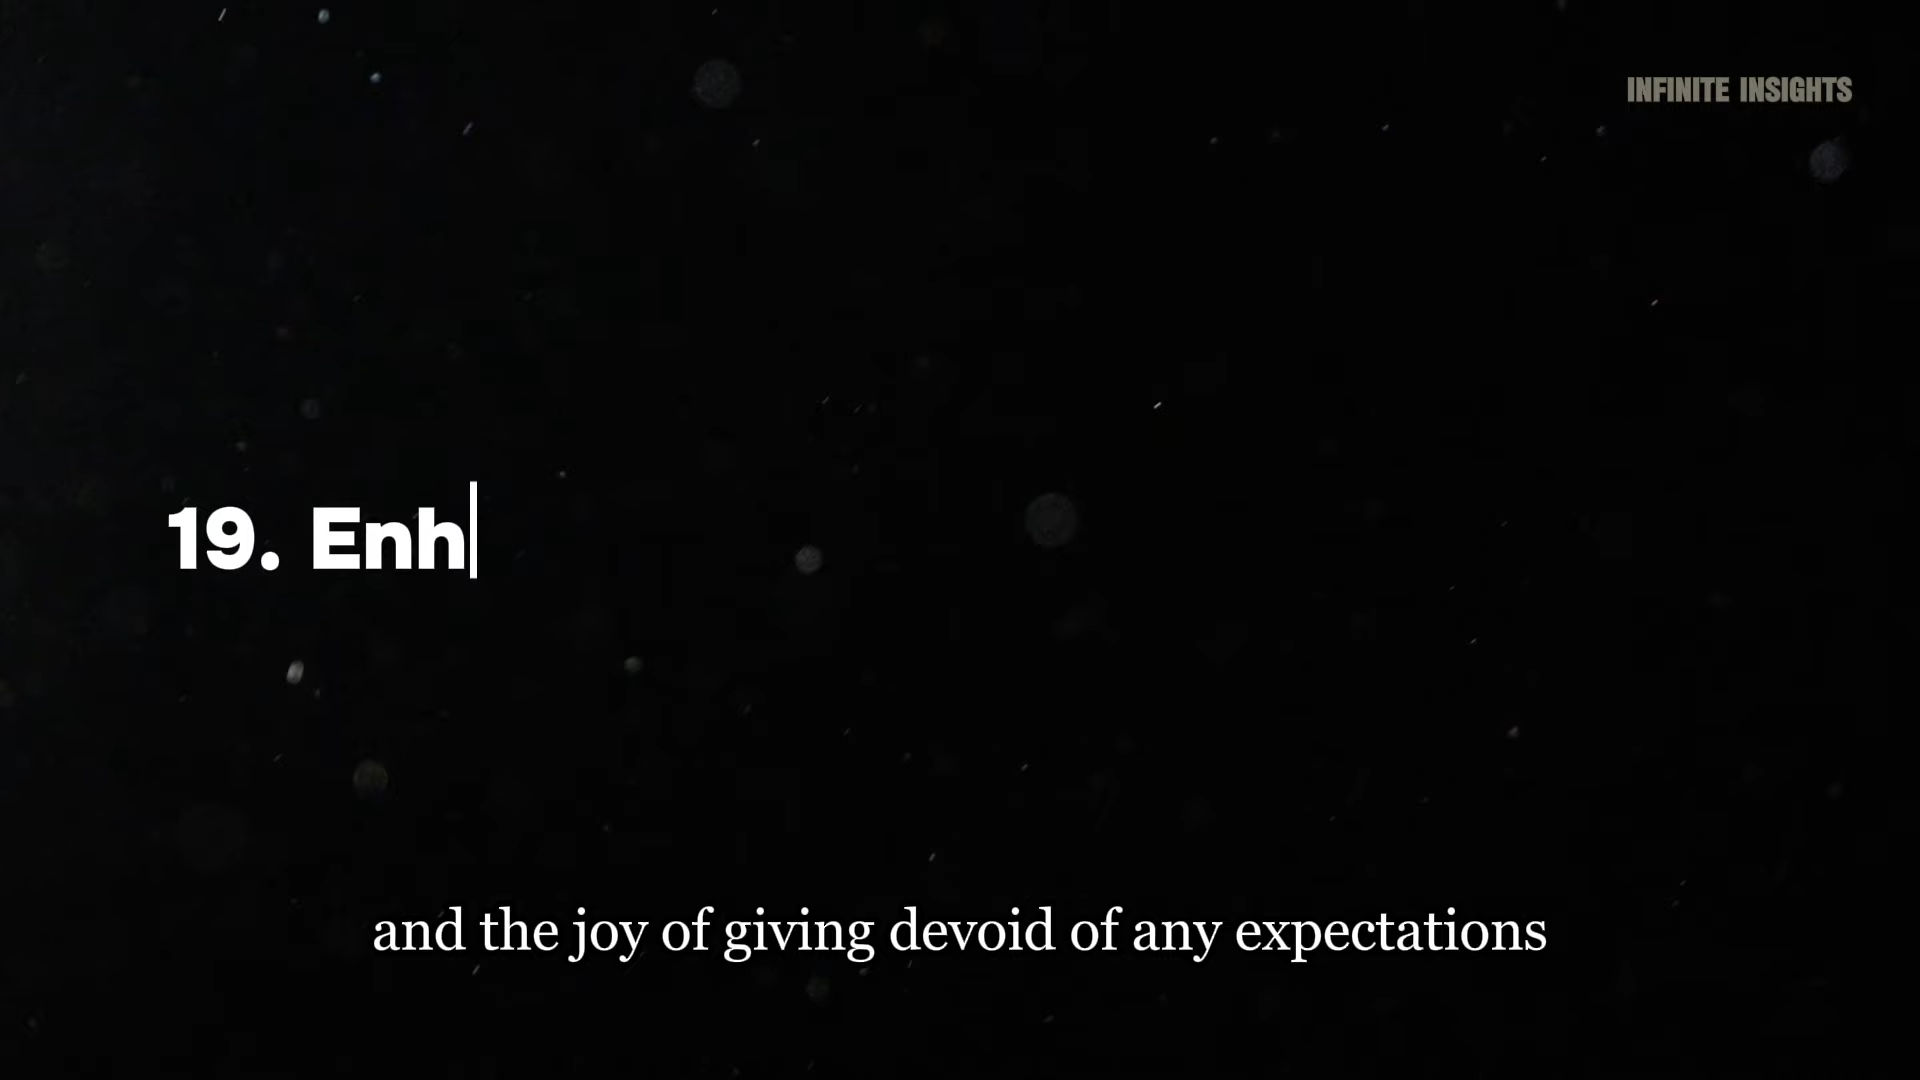 INFINITE INSIGHTS
19. Enh
and the joy of giving devoid of any expectations